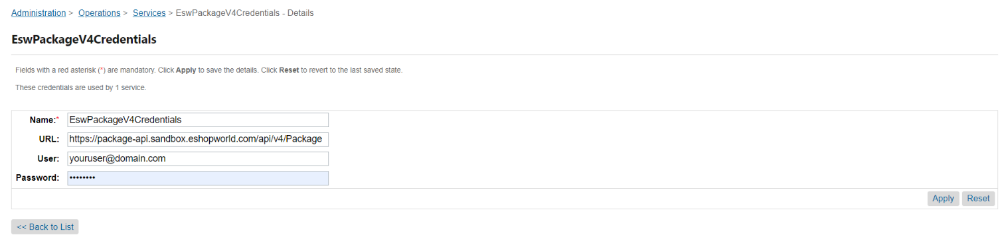 Administration > Operations > Services > EswPackageV4Credentials - Details
EswPackageV4Credentials
Fields with a red asterisk (*) are mandatory. Click Apply to save the details. Click Reset to revert to the last saved state.
These credentials are used by 1 service.
Name:* EswPackageV4Credentials
URL: https://package-api.sandbox.eshopworld.com/api/v4/Package
User: youruser@domain.com
Password: ••••••••
Apply Reset
<< Back to List